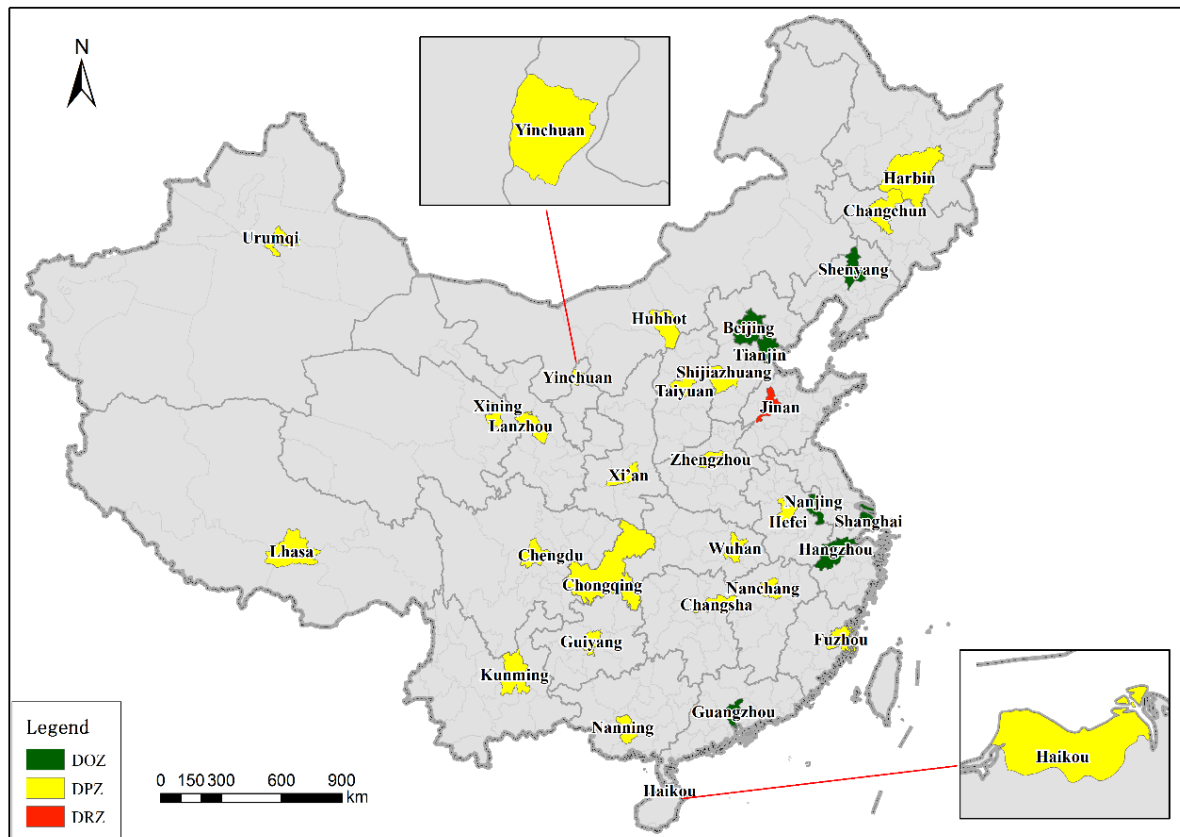 N
Yinchuan
Harbin
Changchun
Urumqi
Shenyang
Huhhot
Beijing
Tianjin
Shijiazhuang
Yinchuan
Taiyuan
Xining
Jinan
Lanzhou
Zhengzhou
Xi'an
Nanjing
Hefei
Shanghai
Lhasa
Chengdu
Wuhan
Hangzhou
Chongqing
Nanchang
Changsha
Guiyang
Fuzhou
Kunming
Guangzhou
Nanning
Haikou
Haikou
Legend
DOZ
DPZ
DRZ
0 150 300 600 900
km